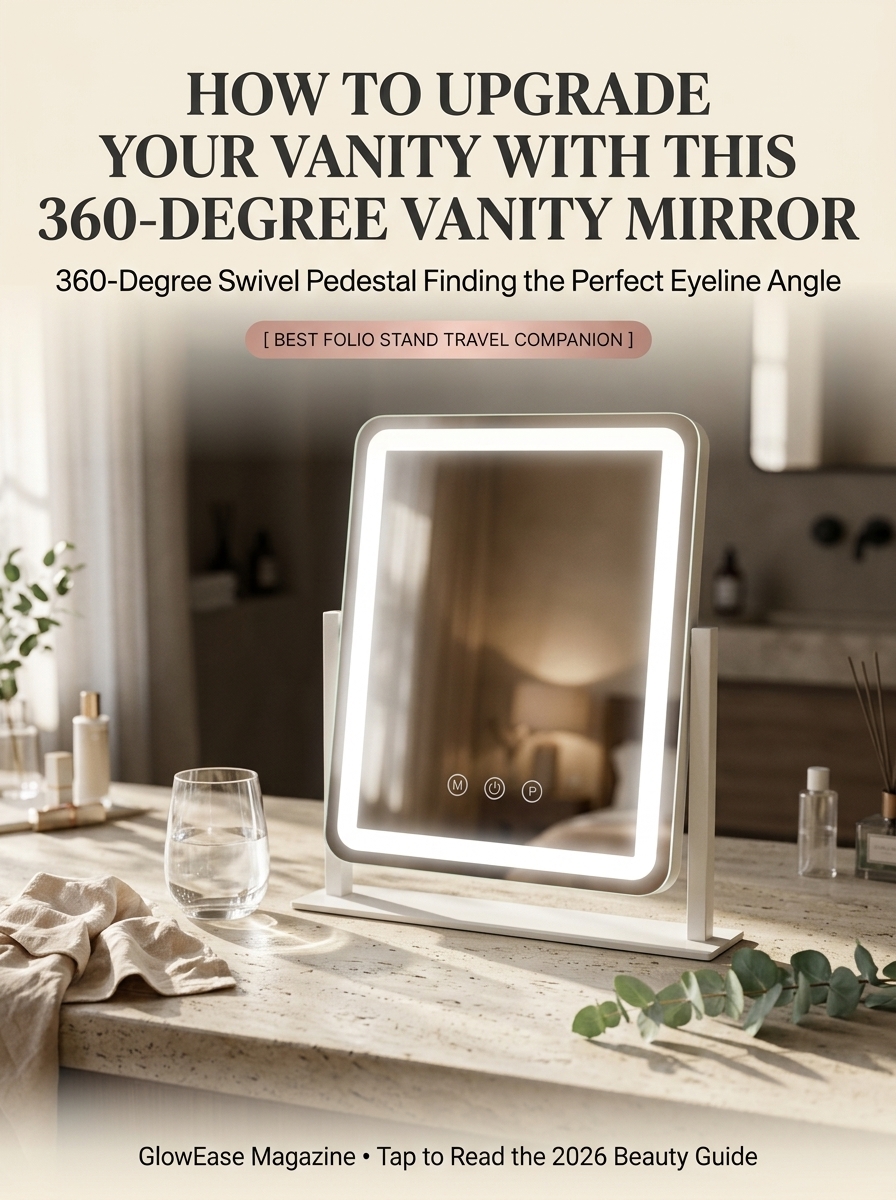 HOW TO UPGRADE
YOUR VANITY WITH THIS
360-DEGREE VANITY MIRROR
360-Degree Swivel Pedestal Finding the Perfect Eyeline Angle
[ BEST FOLIO STAND TRAVEL COMPANION ]
M
P
GlowEase Magazine • Tap to Read the 2026 Beauty Guide